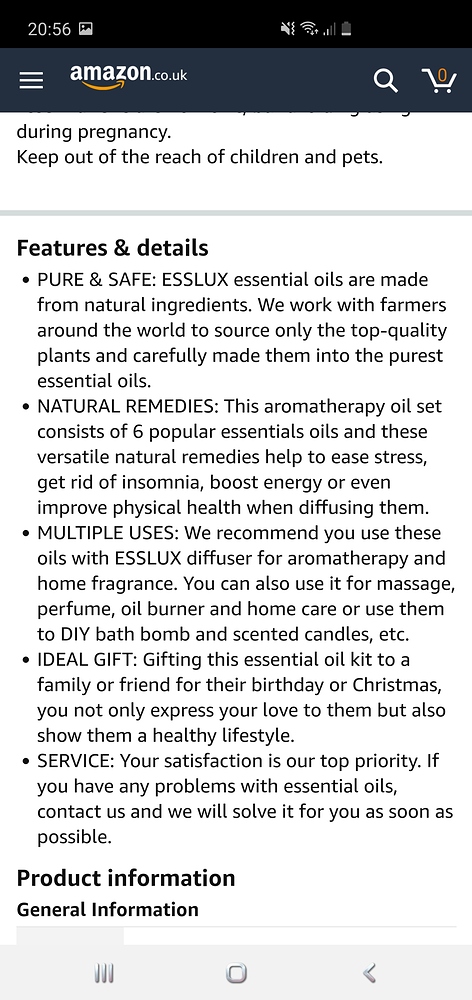 20:56
amazon.co.uk
0
during pregnancy.
Keep out of the reach of children and pets.
Features & details
• PURE & SAFE: ESSLUX essential oils are made
from natural ingredients. We work with farmers
around the world to source only the top-quality
plants and carefully made them into the purest
essential oils.
• NATURAL REMEDIES: This aromatherapy oil set
consists of 6 popular essentials oils and these
versatile natural remedies help to ease stress,
get rid of insomnia, boost energy or even
improve physical health when diffusing them.
• MULTIPLE USES: We recommend you use these
oils with ESSLUX diffuser for aromatherapy and
home fragrance. You can also use it for massage,
perfume, oil burner and home care or use them
to DIY bath bomb and scented candles, etc.
• IDEAL GIFT: Gifting this essential oil kit to a
family or friend for their birthday or Christmas,
you not only express your love to them but also
show them a healthy lifestyle.
• SERVICE: Your satisfaction is our top priority. If
you have any problems with essential oils,
contact us and we will solve it for you as soon as
possible.
Product information
General Information